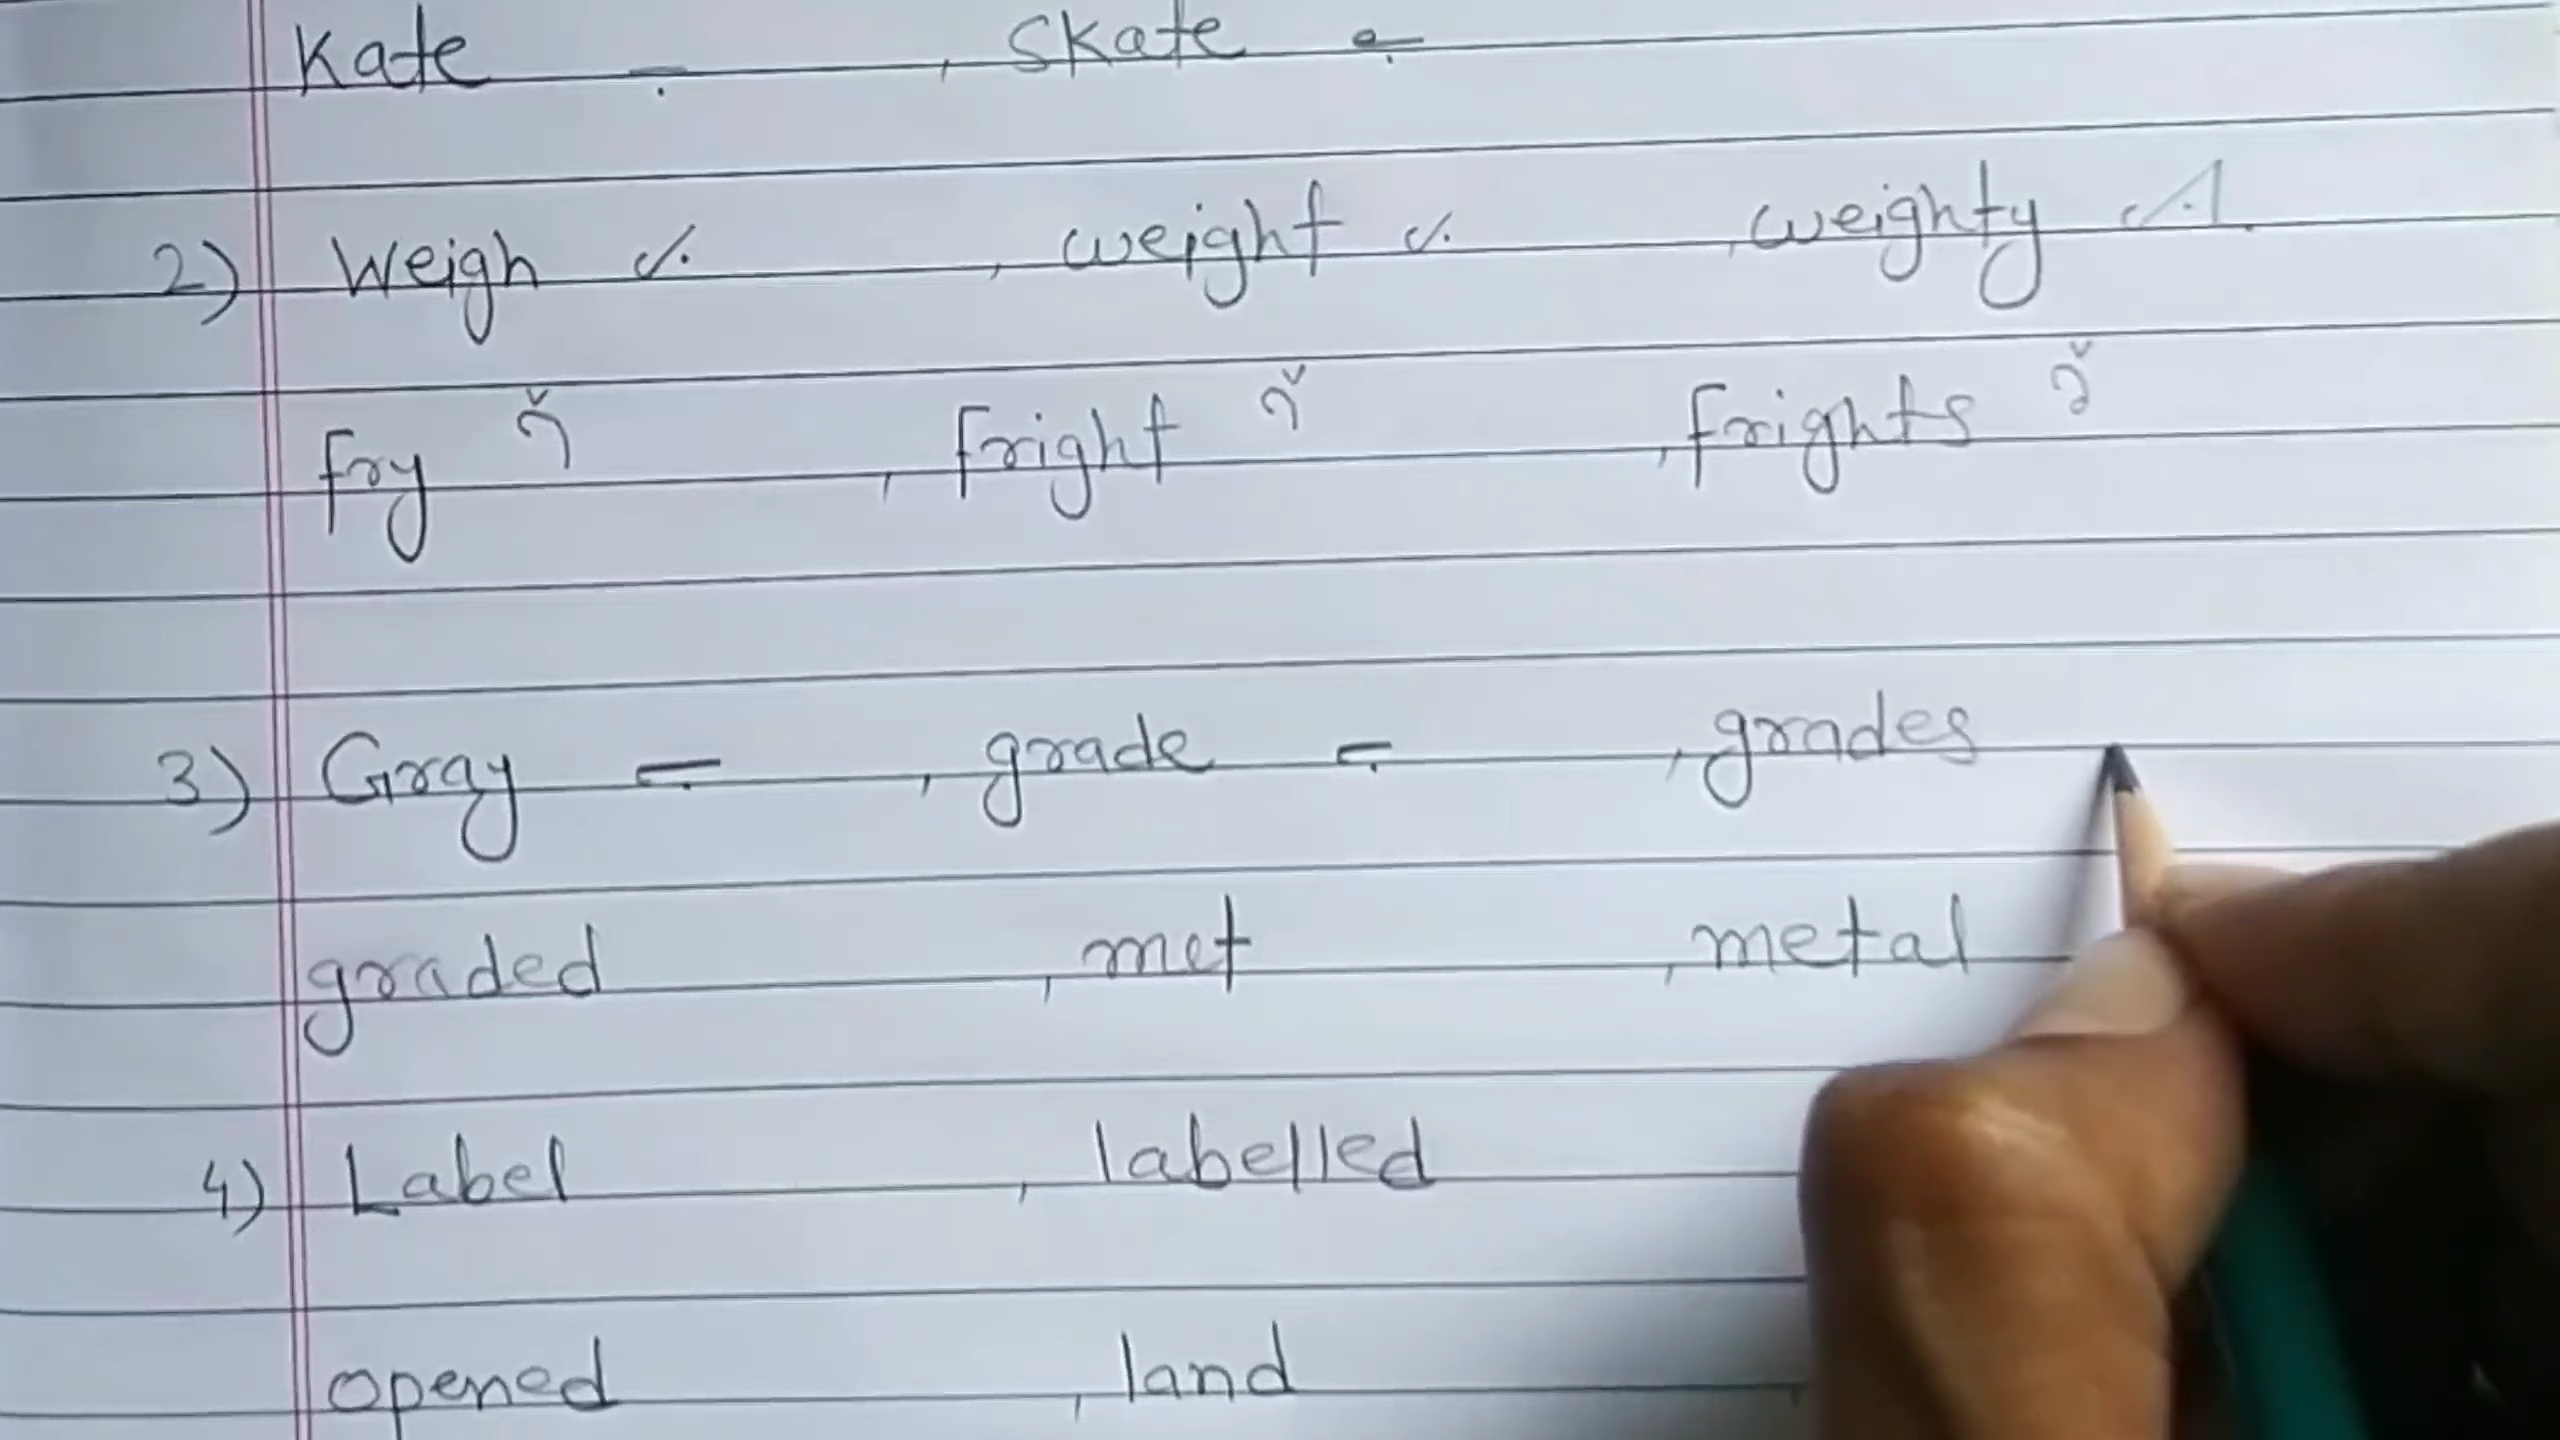 Kate , skate
2) Weigh , weight , weighty
fry , fright , frights
3) Gray , grade , grades
graded , met , metal
4) Label , labelled
opened , land ,